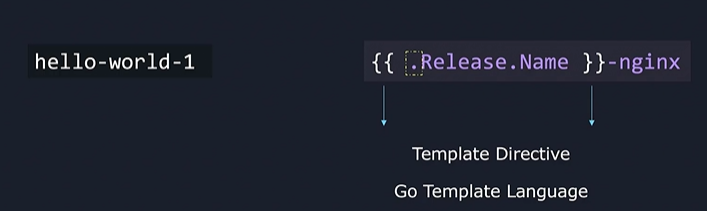 hello-world-1
{{ .Release.Name }}-nginx
Template Directive
Go Template Language